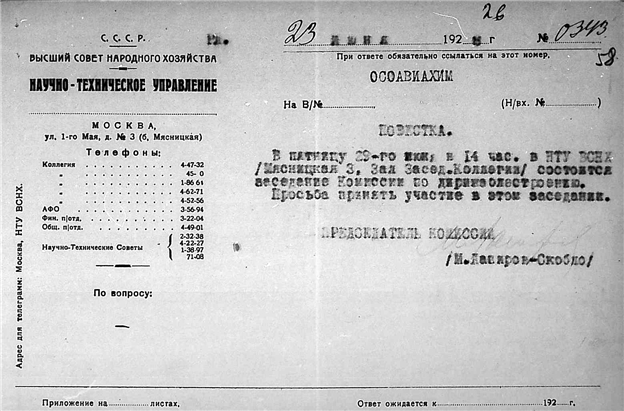 26
С. С. С. Р.
ВЫСШИЙ СОВЕТ НАРОДНОГО ХОЗЯЙСТВА
НАУЧНО-ТЕХНИЧЕСКОЕ УПРАВЛЕНИЕ
МОСКВА,
ул. 1-го Мая, д. № 3 (б. Мясницкая)
Телефоны:
Коллегия 4-47-32
„ 45- 0
„ 1-86 61
„ 4-62-71
„ 4-52-56
АФО 3-56-94
Фин. п|отд. 3-22-04
Общ. п|отд. 4-49-01
Научно-Технические Советы { 2-32-38
4-22-27
1-38-97
71-08
По вопросу:
Адрес для телеграмм: Москва, НТУ ВСНХ.
23 ИЮНЯ 192 г. № 0343
При ответе обязательно ссылаться на этот номер.
58
ОСОАВИАХИМ
На В/№ (Н/вх. № )
ПОВЕСТКА.
В пятницу 29-го июня в 14 час. в НТУ ВСНХ
/Мясницкая 3, Зал Засед.Коллегии/ состоится
заседание Комиссии по дирижаблестроению.
Просьба принять участие в этом заседании.
ПРЕДСЕДАТЕЛЬ КОМИССИИ
/М.Лапиров-Скобло/
Приложение на листах.
Ответ ожидается к 192 г.